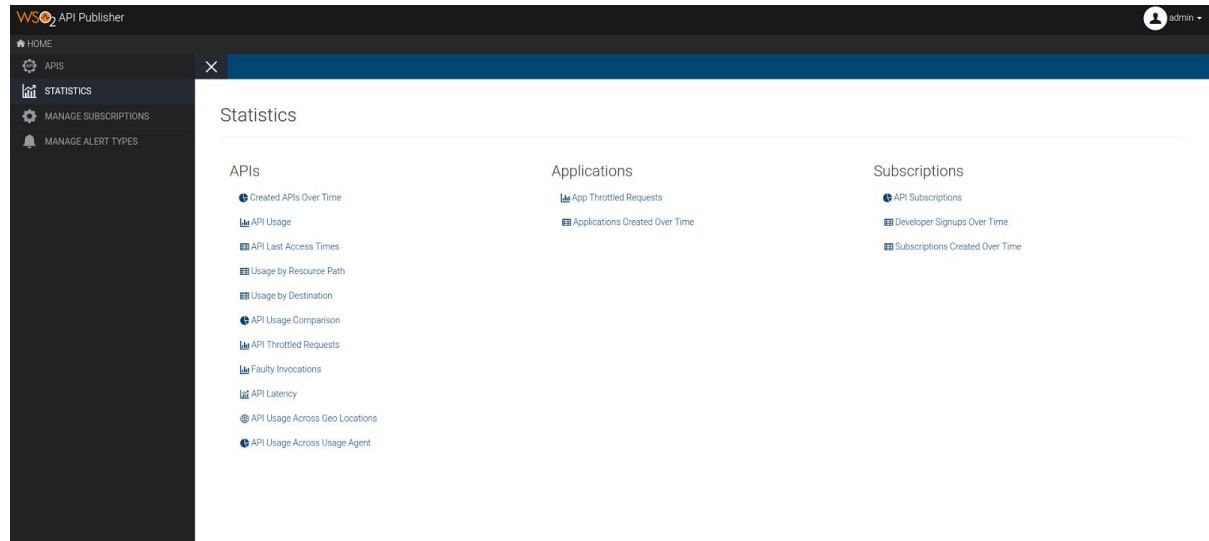 WSO2 API Publisher
admin
HOME
APIS
STATISTICS
MANAGE SUBSCRIPTIONS
MANAGE ALERT TYPES
Statistics
APIs
Created APIs Over Time
API Usage
API Last Access Times
Usage by Resource Path
Usage by Destination
API Usage Comparison
API Throttled Requests
Faulty Invocations
API Latency
API Usage Across Geo Locations
API Usage Across Usage Agent
Applications
App Throttled Requests
Applications Created Over Time
Subscriptions
API Subscriptions
Developer Signups Over Time
Subscriptions Created Over Time